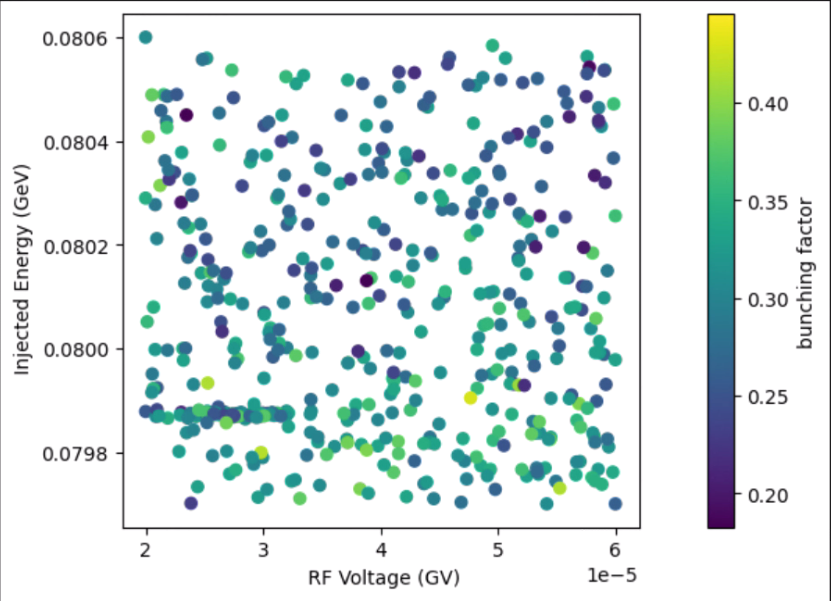 0.0806
0.0804
0.0802
0.0800
0.0798
Injected Energy (GeV)
2 3 4 5 6
1e−5
RF Voltage (GV)
0.40
0.35
0.30
0.25
0.20
bunching factor